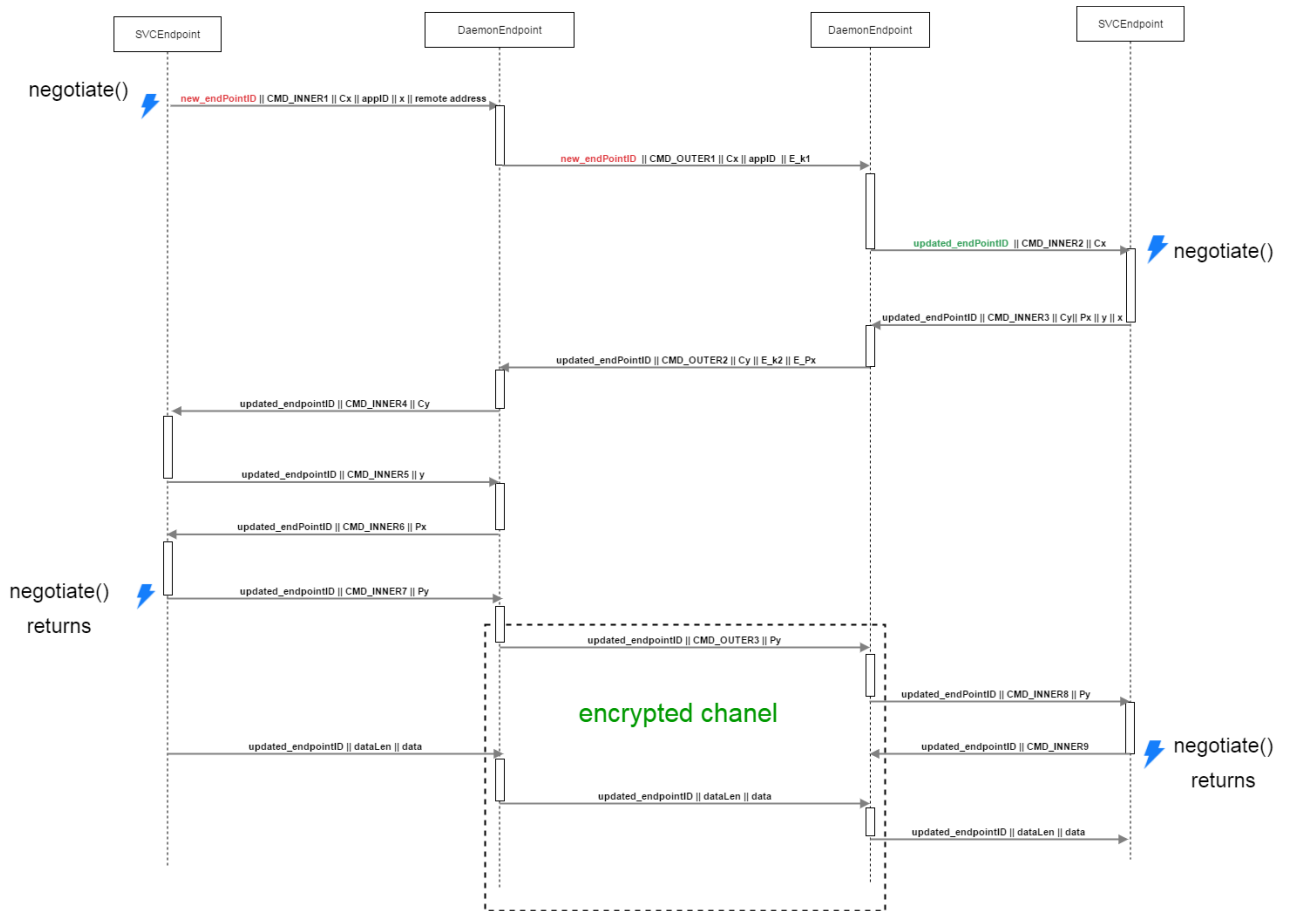 SVCEndpoint
DaemonEndpoint
DaemonEndpoint
SVCEndpoint
negotiate()
new_endPointID || CMD_INNER1 || Cx || appID || x || remote address
new_endPointID || CMD_OUTER1 || Cx || appID || E_k1
updated_endPointID || CMD_INNER2 || Cx
negotiate()
updated_endPointID || CMD_INNER3 || Cy|| Px || y || x
updated_endPointID || CMD_OUTER2 || Cy || E_k2 || E_Px
updated_endpointID || CMD_INNER4 || Cy
updated_endpointID || CMD_INNER5 || y
updated_endPointID || CMD_INNER6 || Px
negotiate()
returns
updated_endpointID || CMD_INNER7 || Py
updated_endpointID || CMD_OUTER3 || Py
updated_endPointID || CMD_INNER8 || Py
encrypted chanel
updated_endpointID || dataLen || data
updated_endpointID || CMD_INNER9
negotiate()
returns
updated_endpointID || dataLen || data
updated_endpointID || dataLen || data